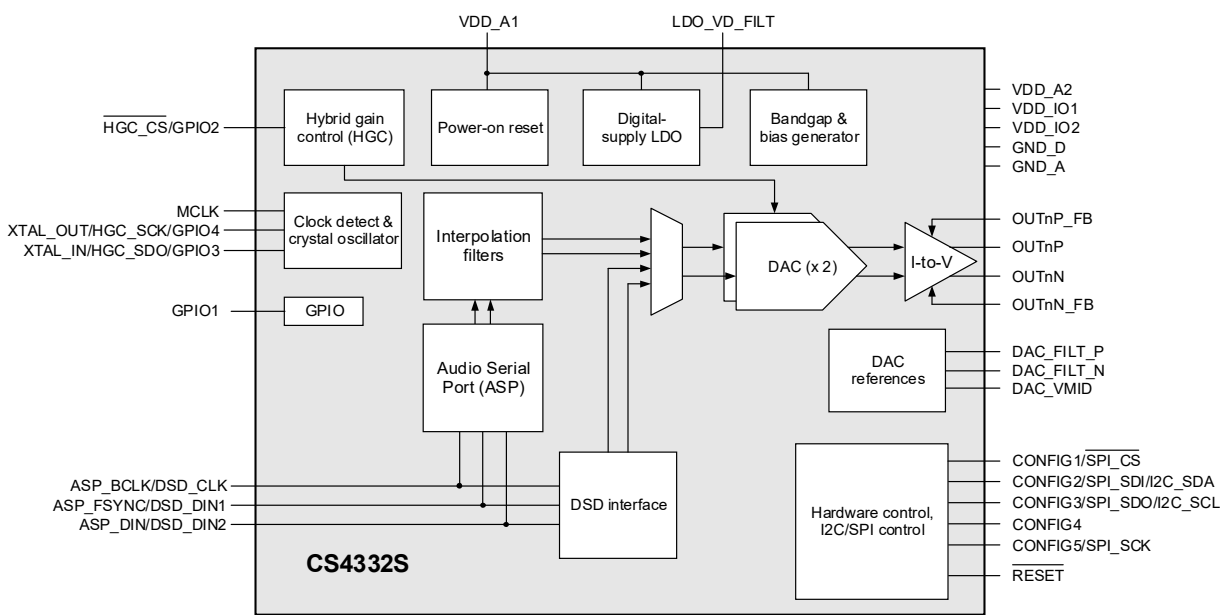 VDD_A1
LDO_VD_FILT
HGC_CS/GPIO2
Hybrid gain
control (HGC)
Power-on reset
Digital-
supply LDO
Bandgap &
bias generator
VDD_A2
VDD_IO1
VDD_IO2
GND_D
GND_A
MCLK
XTAL_OUT/HGC_SCK/GPIO4
XTAL_IN/HGC_SDO/GPIO3
Clock detect &
crystal oscillator
Interpolation
filters
DAC (x 2)
I-to-V
OUTnP_FB
OUTnP
OUTnN
OUTnN_FB
GPIO1
GPIO
Audio Serial
Port (ASP)
DAC
references
DAC_FILT_P
DAC_FILT_N
DAC_VMID
ASP_BCLK/DSD_CLK
ASP_FSYNC/DSD_DIN1
ASP_DIN/DSD_DIN2
DSD interface
Hardware control,
I2C/SPI control
CONFIG1/SPI_CS
CONFIG2/SPI_SDI/I2C_SDA
CONFIG3/SPI_SDO/I2C_SCL
CONFIG4
CONFIG5/SPI_SCK
RESET
CS4332S